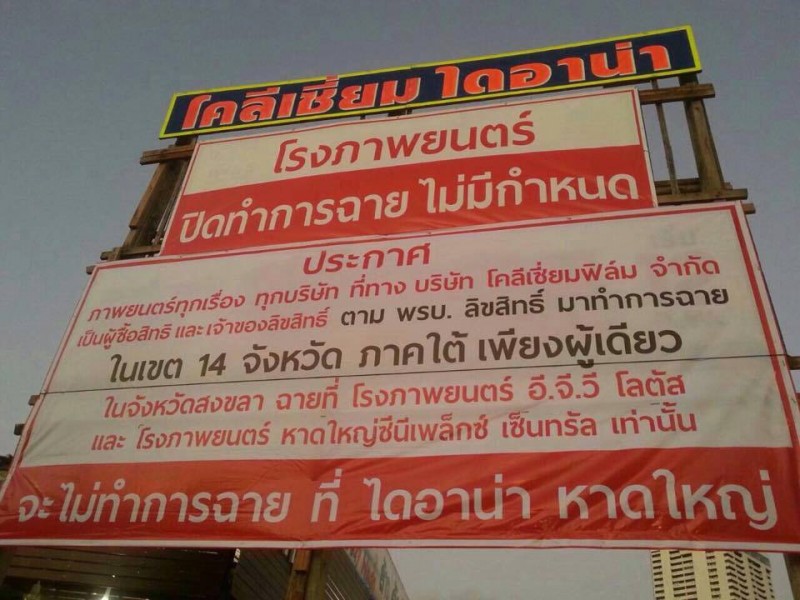 โคลีเซี่ยม ไดอาน่า
โรงภาพยนตร์
ปิดทำการฉาย ไม่มีกำหนด
ประกาศ
ภาพยนตร์ทุกเรื่อง ทุกบริษัท ที่ทาง บริษัท โคลีเซี่ยมฟิล์ม จำกัด
เป็นผู้ซื้อสิทธิ และ เจ้าของลิขสิทธิ์ ตาม พรบ. ลิขสิทธิ์ มาทำการฉาย
ในเขต 14 จังหวัด ภาคใต้ เพียงผู้เดียว
ในจังหวัดสงขลา ฉายที่ โรงภาพยนตร์ อี.จี.วี โลตัส
และ โรงภาพยนตร์ หาดใหญ่ซีนีเพล็กซ์ เซ็นทรัล เท่านั้น
จะไม่ทำการฉาย ที่ ไดอาน่า หาดใหญ่